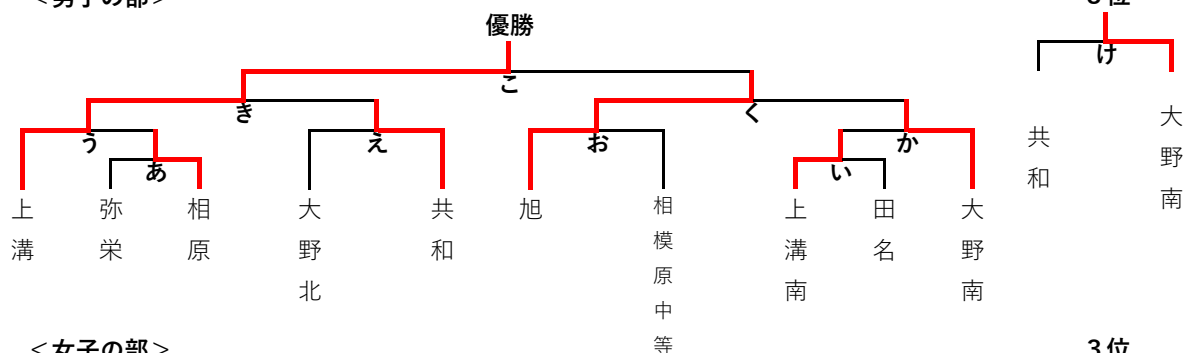 <男子の部>
3位
優勝
け
こ
き
く
う
え
お
か
あ
い
上溝
弥栄
相原
大野北
共和
旭
相模原中等
上溝南
田名
大野南
共和
大野南
<女子の部>
3位